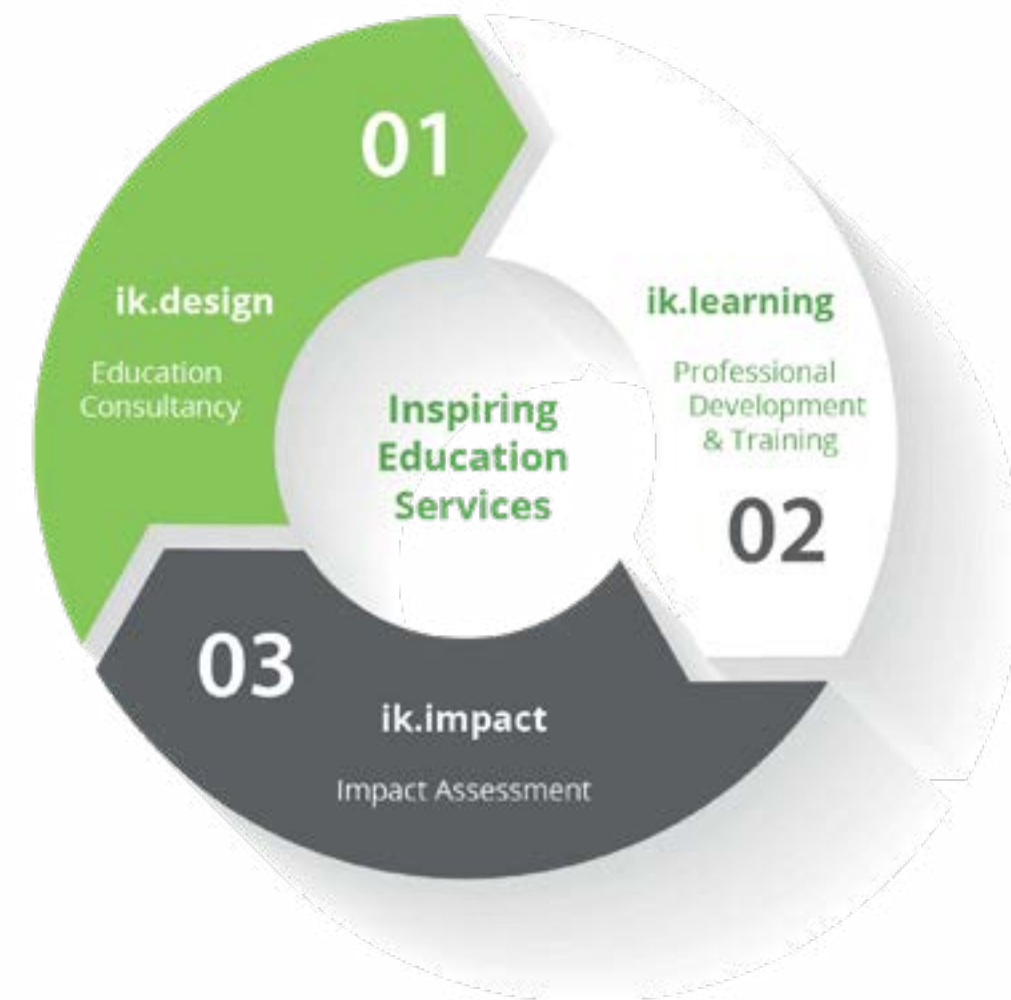 01
ik.design
Education
Consultancy
ik.learning
Professional
Development
& Training
02
Inspiring
Education
Services
03
ik.impact
Impact Assessment